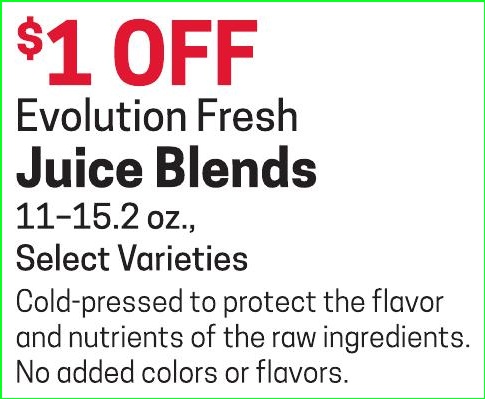 $1 OFF
Evolution Fresh
Juice Blends
11–15.2 oz.,
Select Varieties
Cold-pressed to protect the flavor
and nutrients of the raw ingredients.
No added colors or flavors.